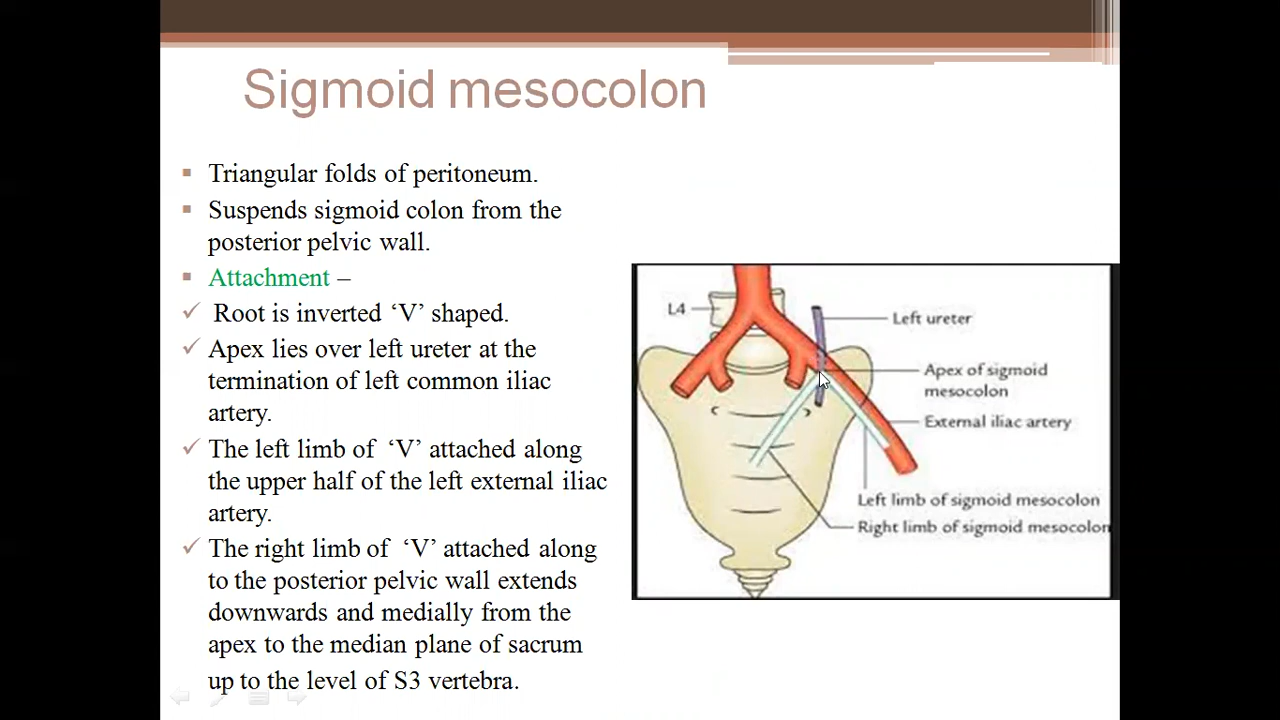 Sigmoid mesocolon
▪ Triangular folds of peritoneum.
▪ Suspends sigmoid colon from the
posterior pelvic wall.
▪ Attachment –
✓ Root is inverted ‘V’ shaped.
✓ Apex lies over left ureter at the
termination of left common iliac
artery.
✓ The left limb of ‘V’ attached along
the upper half of the left external iliac
artery.
✓ The right limb of ‘V’ attached along
to the posterior pelvic wall extends
downwards and medially from the
apex to the median plane of sacrum
up to the level of S3 vertebra.
L4
Left ureter
Apex of sigmoid
mesocolon
External iliac artery
Left limb of sigmoid mesocolon
Right limb of sigmoid mesocolon